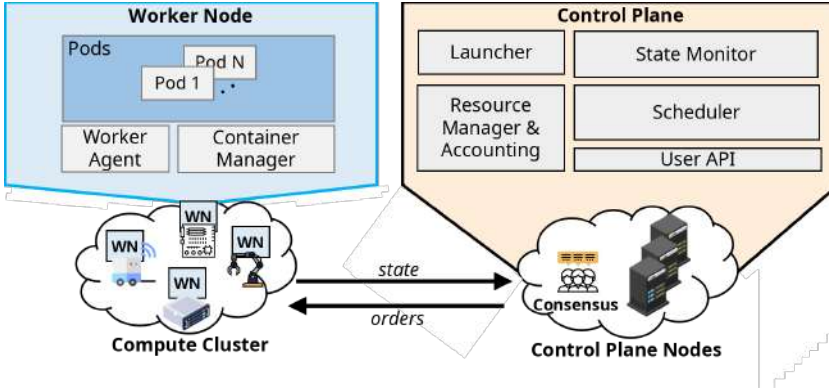 Worker Node
Pods
Pod N
Pod 1
Worker
Agent
Container
Manager
Control Plane
Launcher
State Monitor
Resource
Manager &
Accounting
Scheduler
User API
WN
WN
WN
WN
state
orders
Consensus
Compute Cluster
Control Plane Nodes